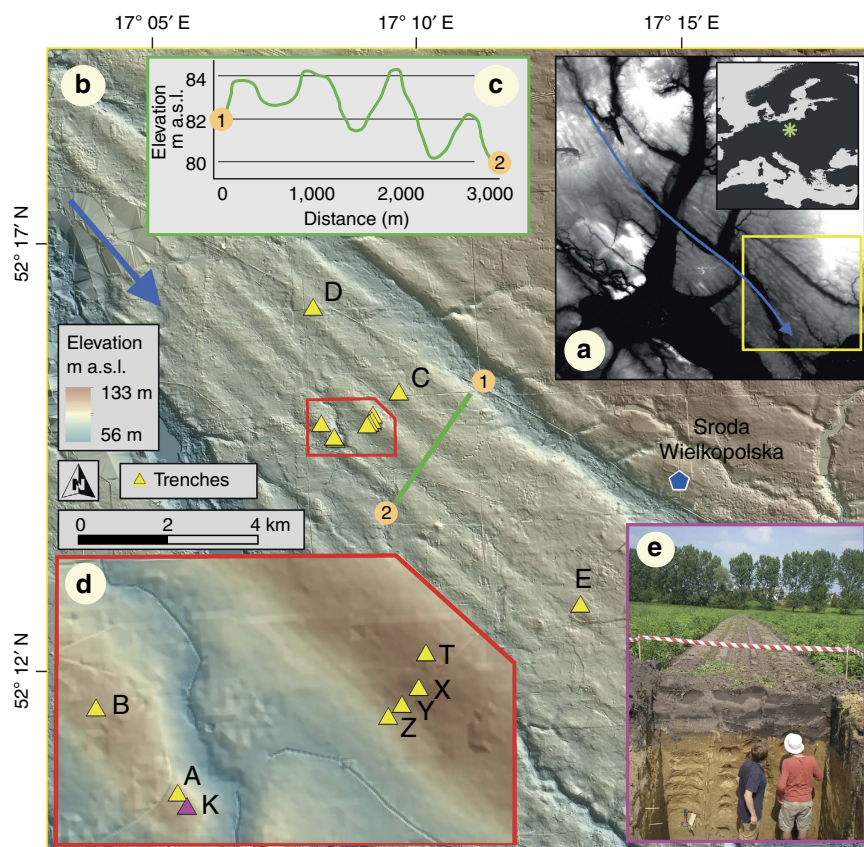 17° 05′ E
17° 10′ E
17° 15′ E
52° 17′ N
52° 12′ N
b
c
Elevation
m a.s.l.
84
82
80
1
2
0
1,000
2,000
3,000
Distance (m)
a
D
C
1
2
Elevation
m a.s.l.
133 m
56 m
N
Trenches
0
2
4 km
Sroda
Wielkopolska
E
d
B
A
K
T
X
Y
Z
e